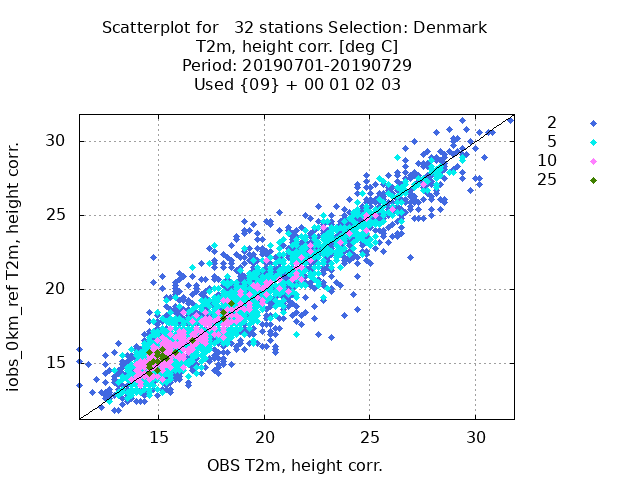 Scatterplot for   32 stations Selection: Denmark
T2m, height corr. [deg C]
Period: 20190701-20190729
Used {09} + 00 01 02 03
2
5
10
25
iobs_0km_ref T2m, height corr.
30
25
20
15
15 20 25 30
OBS T2m, height corr.